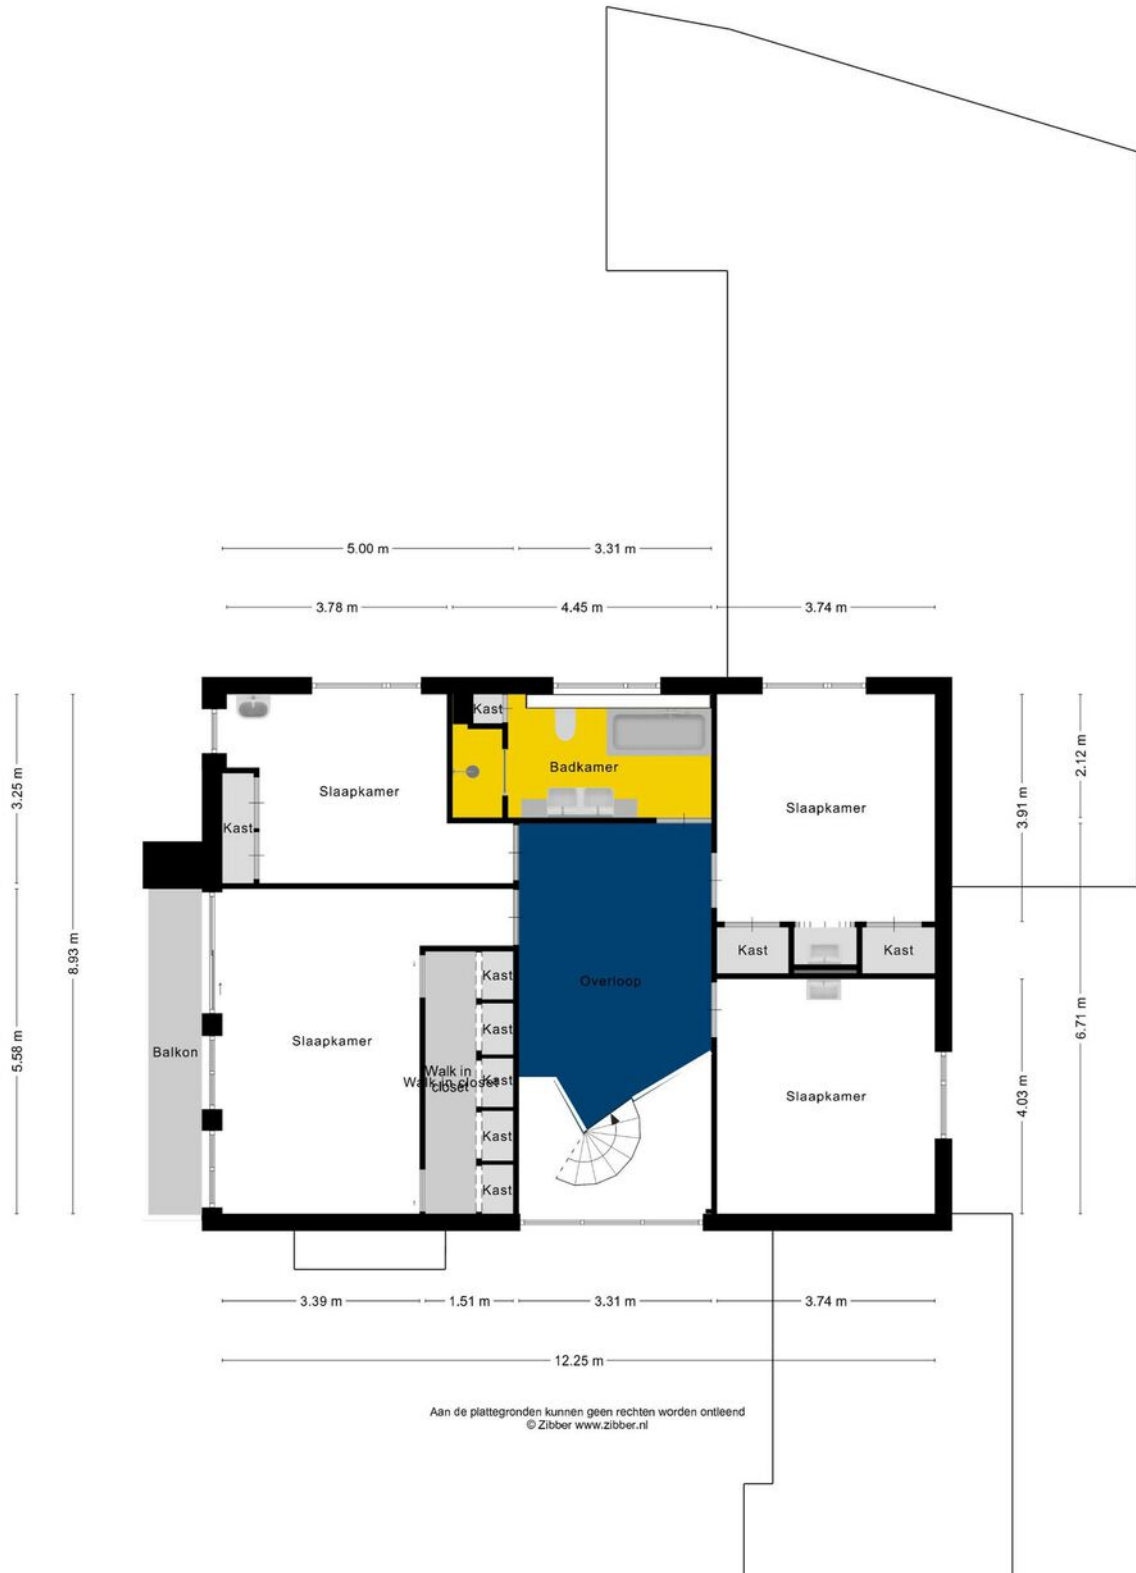 5.00 m
3.31 m
3.78 m
4.45 m
3.74 m
3.25 m
8.93 m
5.58 m
2.12 m
3.91 m
6.71 m
4.03 m
Kast
Badkamer
Slaapkamer
Slaapkamer
Kast
Kast
Kast
Kast
Overloop
Kast
Slaapkamer
Balkon
Walk in
closet
Walk in closet
Kast
Slaapkamer
Kast
Kast
3.39 m
1.51 m
3.31 m
3.74 m
12.25 m
Aan de plattegronden kunnen geen rechten worden ontleend
© Zibber www.zibber.nl